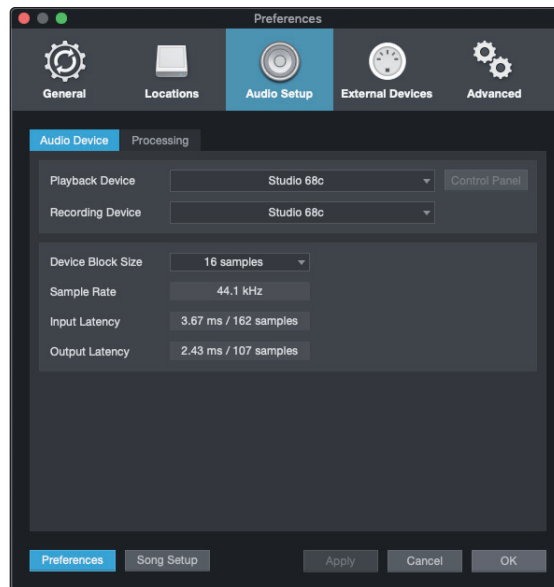 Preferences
General Locations Audio Setup External Devices Advanced
Audio Device Processing
Playback Device Studio 68c Control Panel
Recording Device Studio 68c
Device Block Size 16 samples
Sample Rate 44.1 kHz
Input Latency 3.67 ms / 162 samples
Output Latency 2.43 ms / 107 samples
Preferences Song Setup Apply Cancel OK